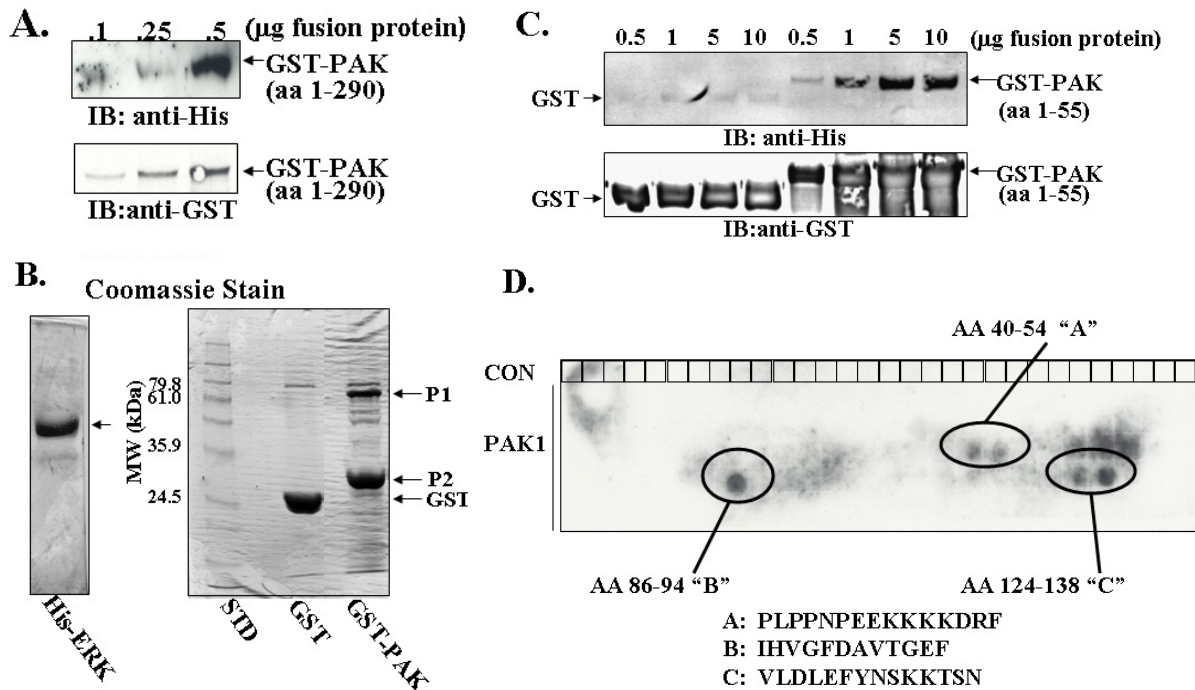 A.
.1 .25 .5 (μg fusion protein)
GST-PAK
(aa 1-290)
IB: anti-His
GST-PAK
(aa 1-290)
IB:anti-GST
C.
0.5 1 5 10 0.5 1 5 10 (μg fusion protein)
GST
GST-PAK
(aa 1-55)
IB: anti-His
GST
GST-PAK
(aa 1-55)
IB:anti-GST
B.
Coomassie Stain
MW (kDa)
79.8
61.0
35.9
24.5
P1
P2
GST
His-ERK
STD
GST
GST-PAK
D.
AA 40-54 “A”
CON
PAK1
AA 86-94 “B”
AA 124-138 “C”
A: PLPPNPEEKKKKDRF
B: IHVGFDAVTGEF
C: VLDLEFYNSKKTSN